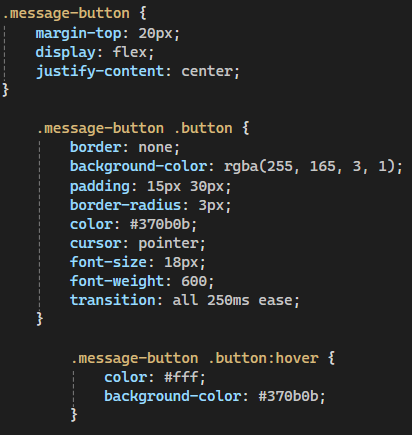 .message-button {
    margin-top: 20px;
    display: flex;
    justify-content: center;
}
    .message-button .button {
        border: none;
        background-color: rgba(255, 165, 3, 1);
        padding: 15px 30px;
        border-radius: 3px;
        color: #370b0b;
        cursor: pointer;
        font-size: 18px;
        font-weight: 600;
        transition: all 250ms ease;
    }
        .message-button .button:hover {
            color: #fff;
            background-color: #370b0b;
        }